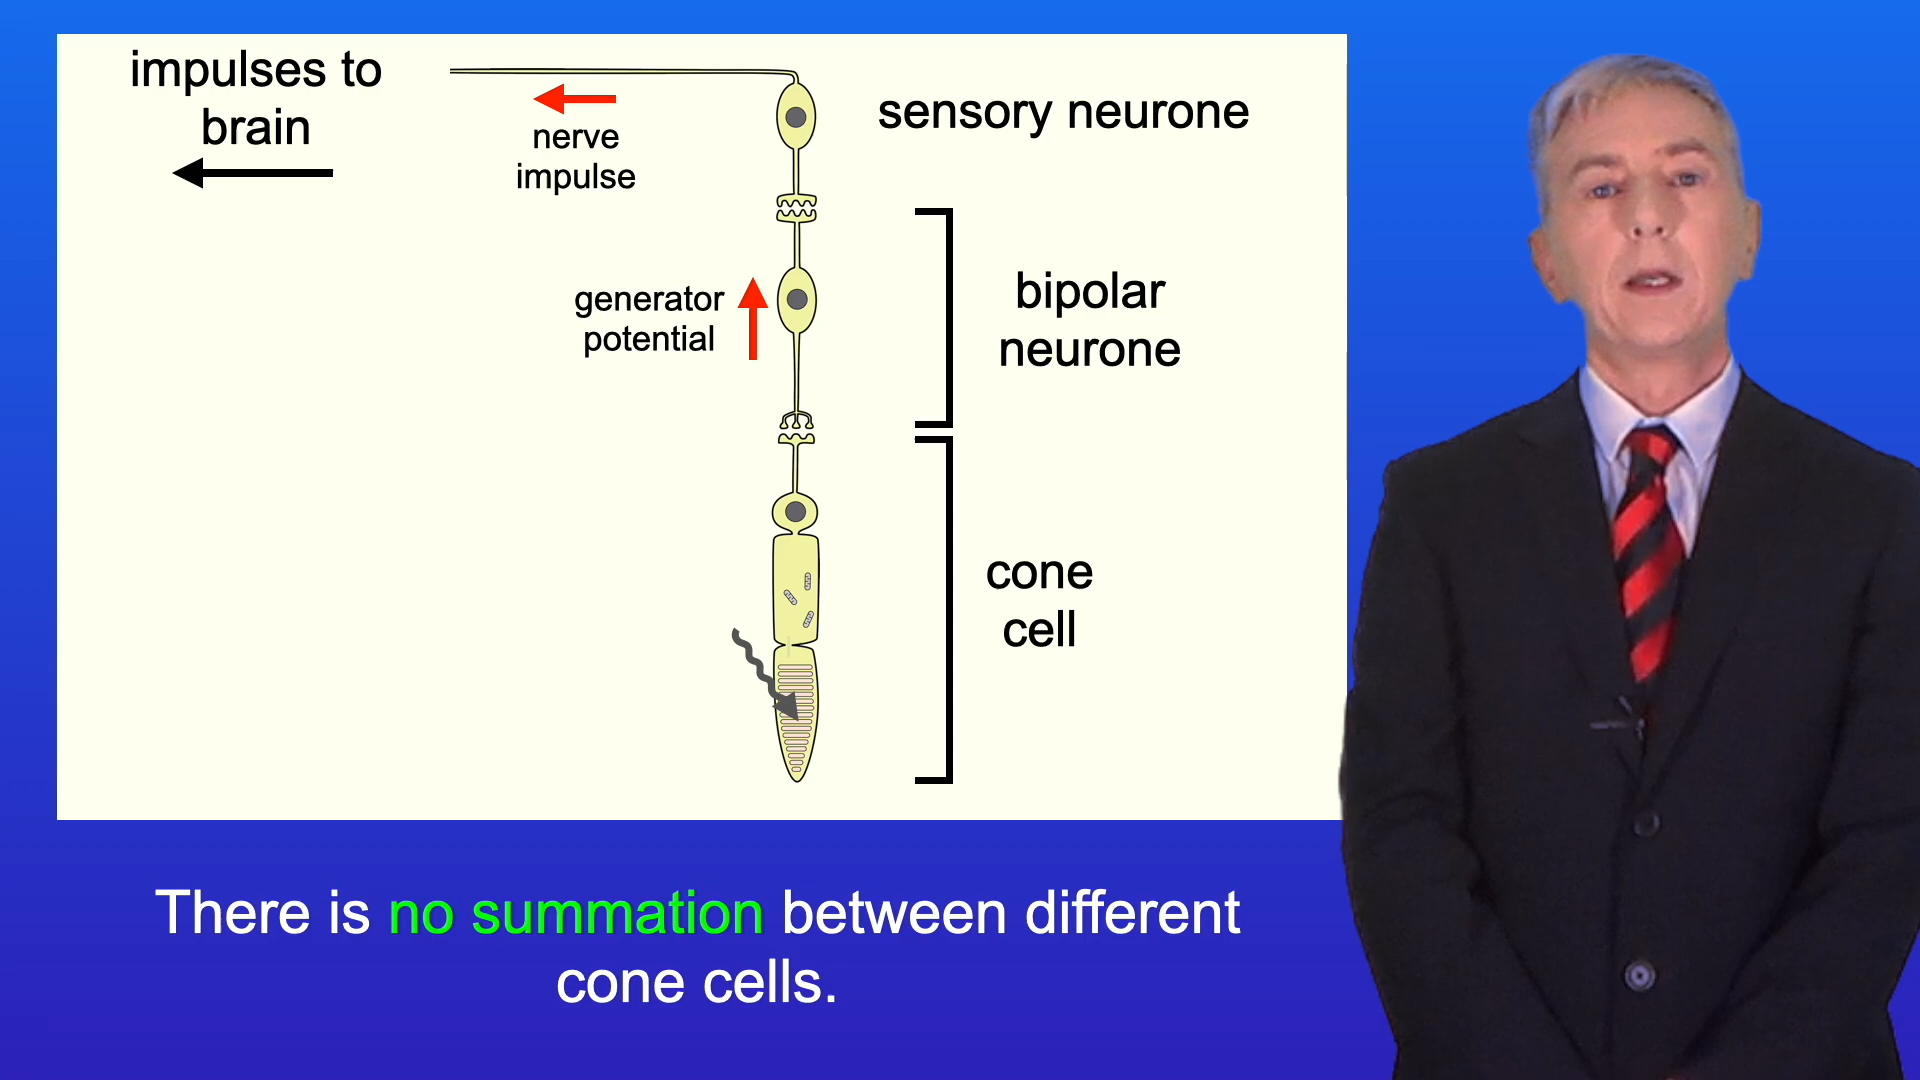 impulses to
brain
nerve
impulse
sensory neurone
generator
potential
bipolar
neurone
cone
cell
There is no summation between different
cone cells.